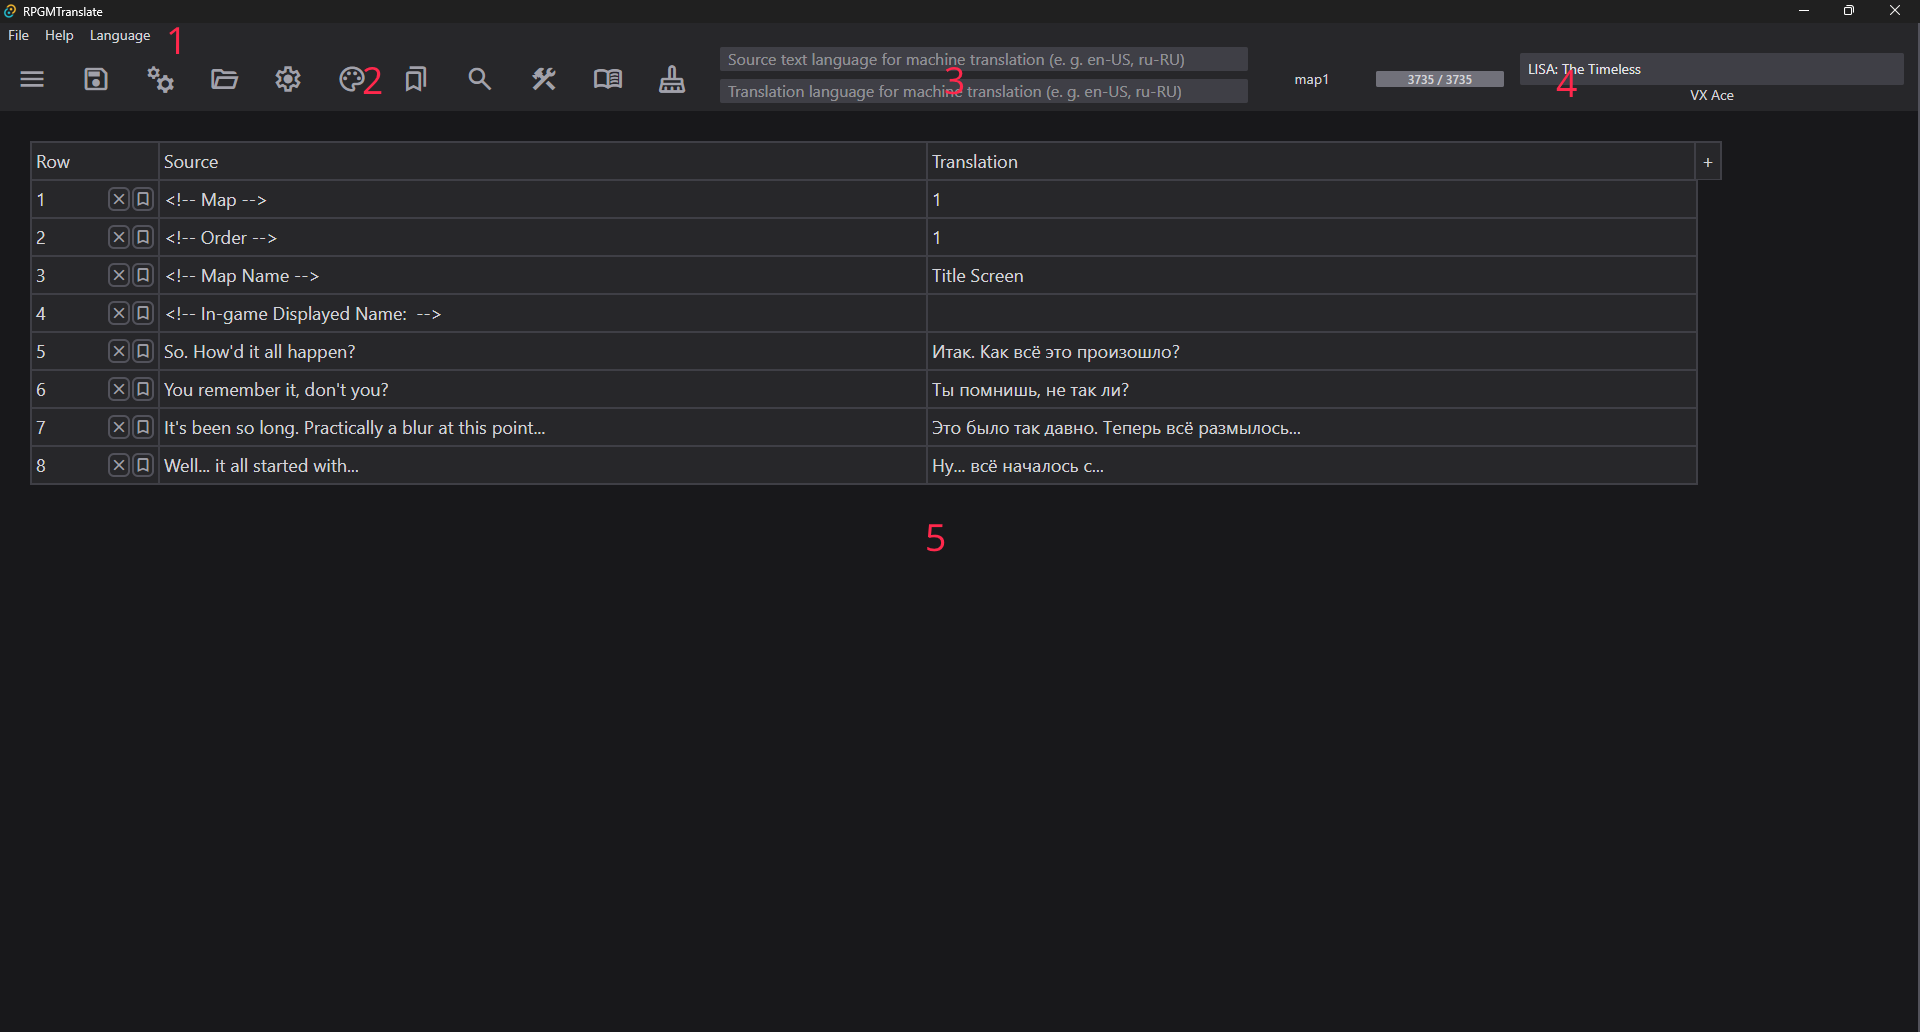 RPGMTranslate
File Help Language 1
2
Source text language for machine translation (e. g. en-US, ru-RU)
Translation language for machine translation (e. g. en-US, ru-RU)
3
map1
3735 / 3735
LISA: The Timeless
4
VX Ace
Row Source Translation +
1 <!-- Map --> 1
2 <!-- Order --> 1
3 <!-- Map Name --> Title Screen
4 <!-- In-game Displayed Name:  -->
5 So. How'd it all happen? Итак. Как всё это произошло?
6 You remember it, don't you? Ты помнишь, не так ли?
7 It's been so long. Practically a blur at this point... Это было так давно. Теперь всё размылось...
8 Well... it all started with... Ну... всё началось с...
5